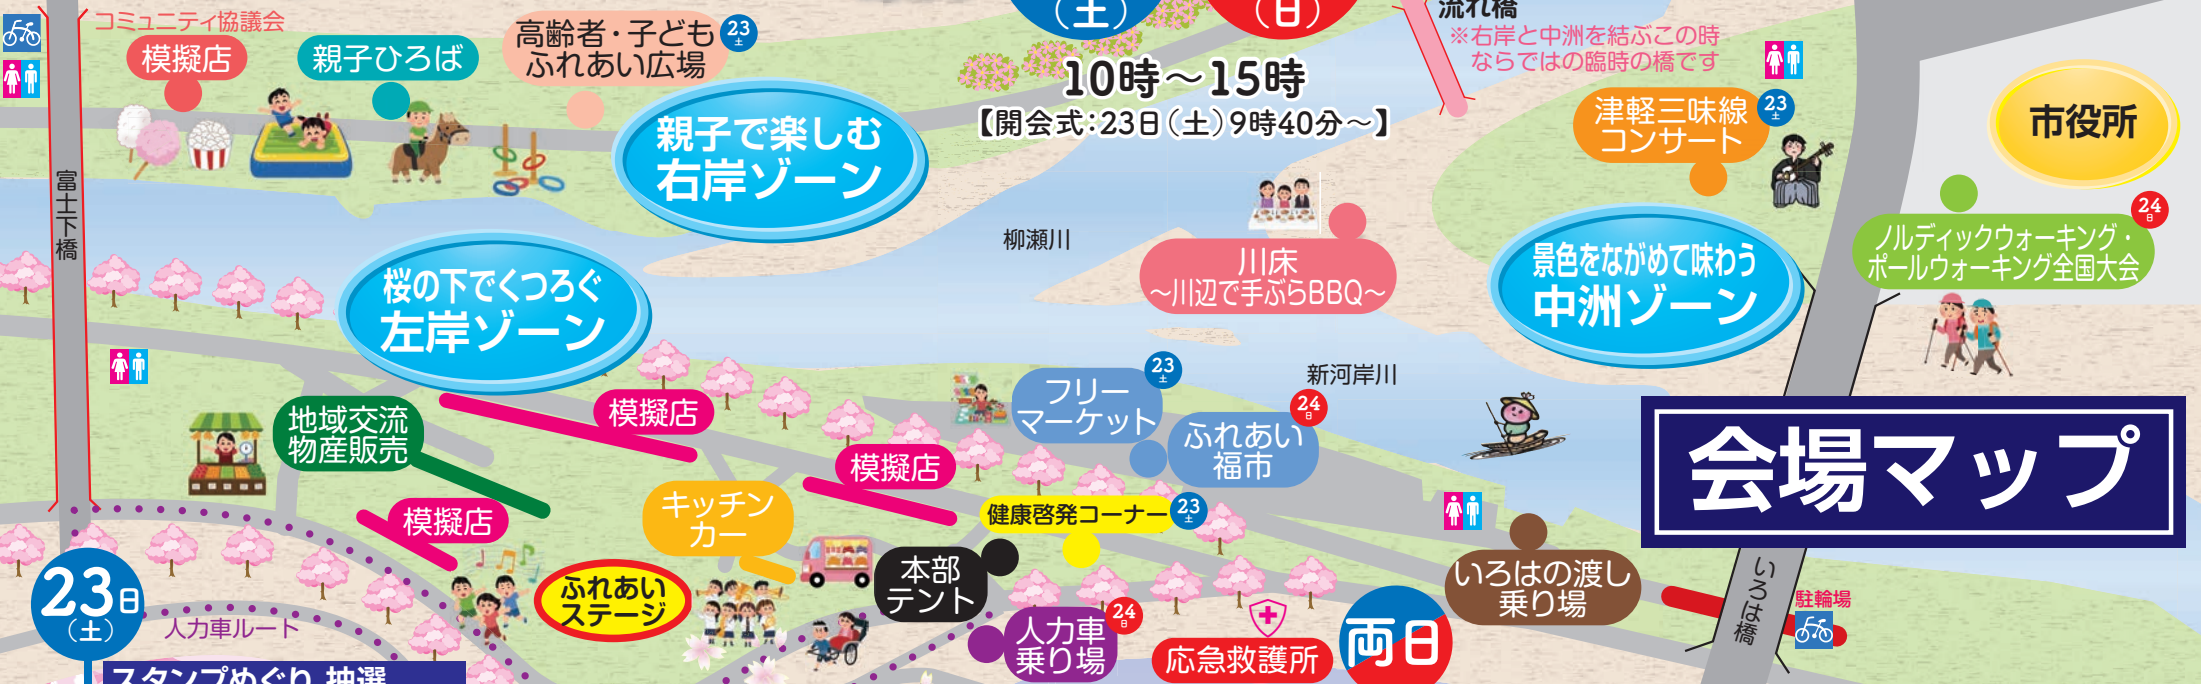 コミュニティ協議会
模擬店
親子ひろば
高齢者・子ども
ふれあい広場
23
土
(土)
(日)
10時～15時
【開会式：23日(土)9時40分～】
流れ橋
※右岸と中洲を結ぶこの時
ならではの臨時の橋です
津軽三味線
コンサート
23
土
市役所
親子で楽しむ
右岸ゾーン
富士下橋
柳瀬川
川床
～川辺で手ぶらBBQ～
景色をながめて味わう
中洲ゾーン
24
日
ノルディックウォーキング・
ポールウォーキング全国大会
桜の下でくつろぐ
左岸ゾーン
新河岸川
地域交流
物産販売
模擬店
模擬店
模擬店
フリー
マーケット
23
土
ふれあい
福市
24
日
会場マップ
キッチン
カー
健康啓発コーナー
23
土
本部
テント
ふれあい
ステージ
いろはの渡し
乗り場
いろは橋
駐輪場
23日
(土)
人力車ルート
人力車
乗り場
24
日
応急救護所
両日
スタンプめぐり 抽選